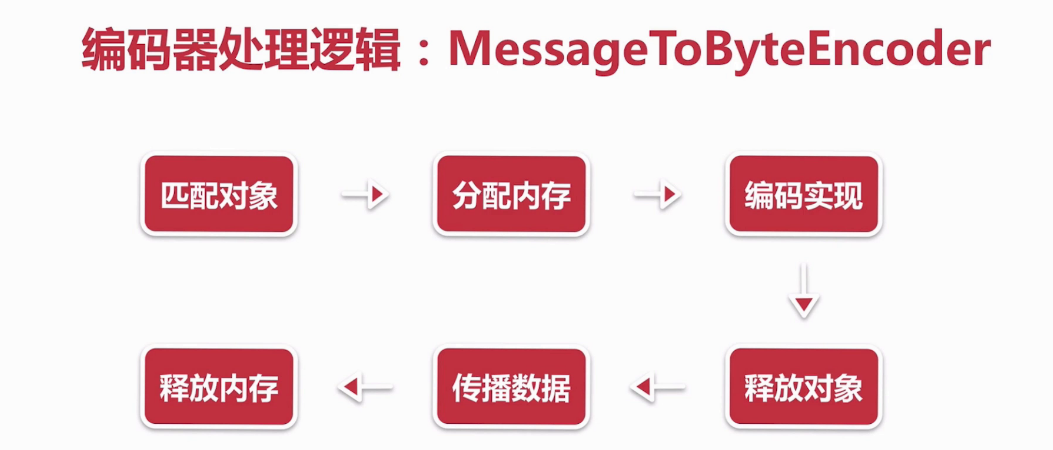 编码器处理逻辑：MessageToByteEncoder
匹配对象
分配内存
编码实现
释放对象
传播数据
释放内存